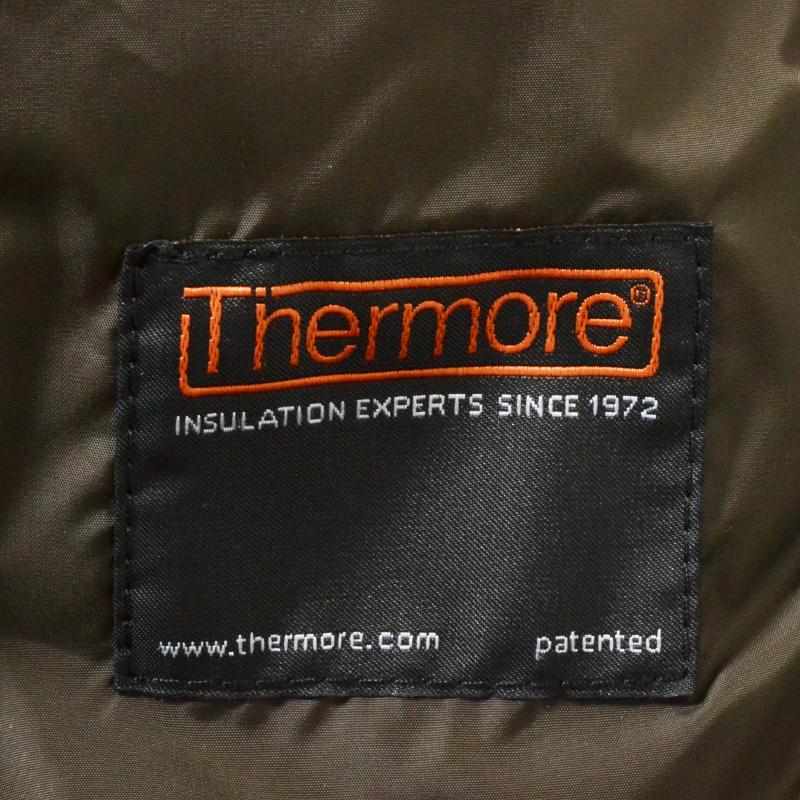 Thermore®
INSULATION EXPERTS SINCE 1972
www.thermore.com patented